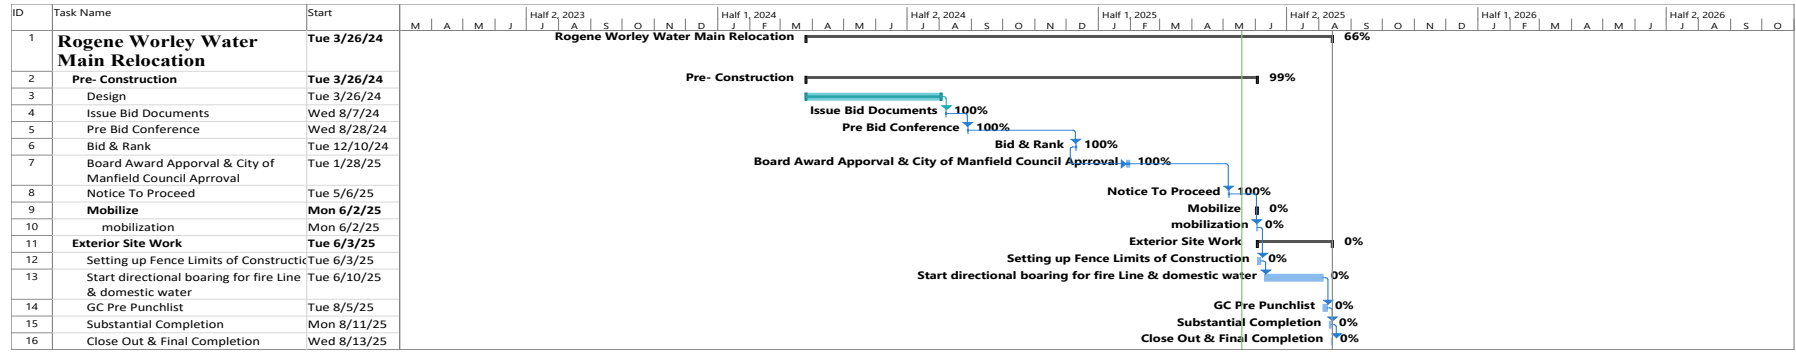 ID Task Name Start Half 2, 2023 Half 1, 2024 Half 2, 2024 Half 1, 2025 Half 2, 2025 Half 1, 2026 Half 2, 2026
M A M J J A S O N D J F M A M J J A S O N D J F M A M J J A S O N D J F M A M J J A S O
1 Rogene Worley Water Tue 3/26/24 Rogene Worley Water Main Relocation 66%
Main Relocation
2 Pre- Construction Tue 3/26/24 Pre- Construction 99%
3 Design Tue 3/26/24
4 Issue Bid Documents Wed 8/7/24 Issue Bid Documents 100%
5 Pre Bid Conference Wed 8/28/24 Pre Bid Conference 100%
6 Bid & Rank Tue 12/10/24 Bid & Rank 100%
7 Board Award Apporval & City of Tue 1/28/25 Board Award Apporval & City of Manfield Council Aprroval 100%
Manfield Council Aprroval
8 Notice To Proceed Tue 5/6/25 Notice To Proceed 100%
9 Mobilize Mon 6/2/25 Mobilize 0%
10 mobilization Mon 6/2/25 mobilization 0%
11 Exterior Site Work Tue 6/3/25 Exterior Site Work 0%
12 Setting up Fence Limits of Constructic Tue 6/3/25 Setting up Fence Limits of Construction 0%
13 Start directional boaring for fire Line Tue 6/10/25 Start directional boaring for fire Line & domestic water 0%
& domestic water
14 GC Pre Punchlist Tue 8/5/25 GC Pre Punchlist 0%
15 Substantial Completion Mon 8/11/25 Substantial Completion 0%
16 Close Out & Final Completion Wed 8/13/25 Close Out & Final Completion 0%